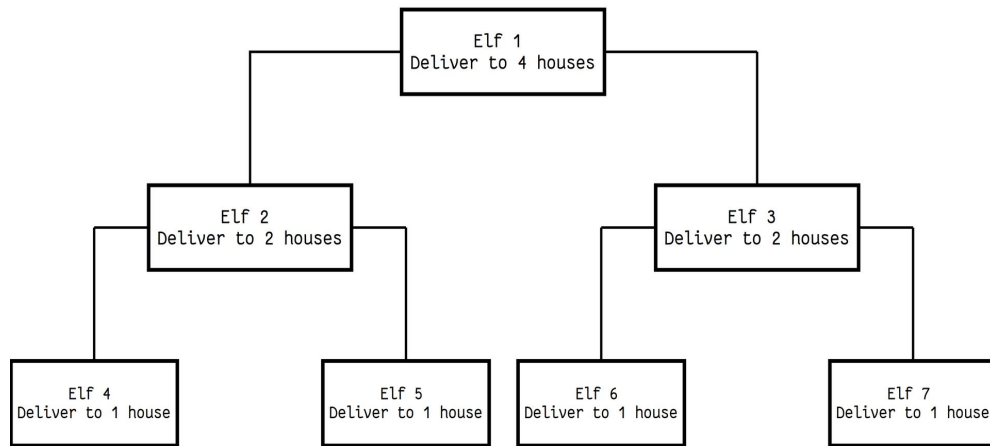 Elf 1
Deliver to 4 houses
Elf 2
Deliver to 2 houses
Elf 3
Deliver to 2 houses
Elf 4
Deliver to 1 house
Elf 5
Deliver to 1 house
Elf 6
Deliver to 1 house
Elf 7
Deliver to 1 house